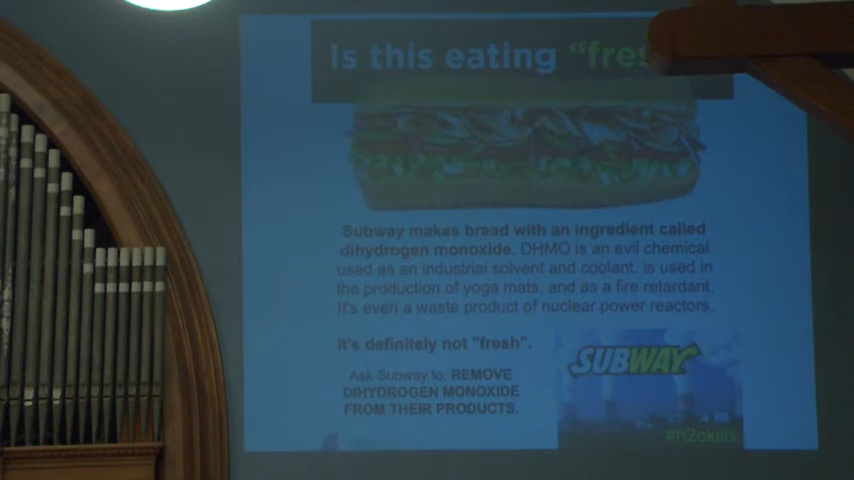 Is this eating "fres
Subway makes bread with an ingredient called
dihydrogen monoxide. DHMO is an evil chemical
used as an industrial solvent and coolant, is used in
the production of yoga mats, and as a fire retardant.
It's even a waste product of nuclear power reactors.
It's definitely not "fresh".
Ask Subway to: REMOVE
DIHYDROGEN MONOXIDE
FROM THEIR PRODUCTS.
SUBWAY
#h2okills